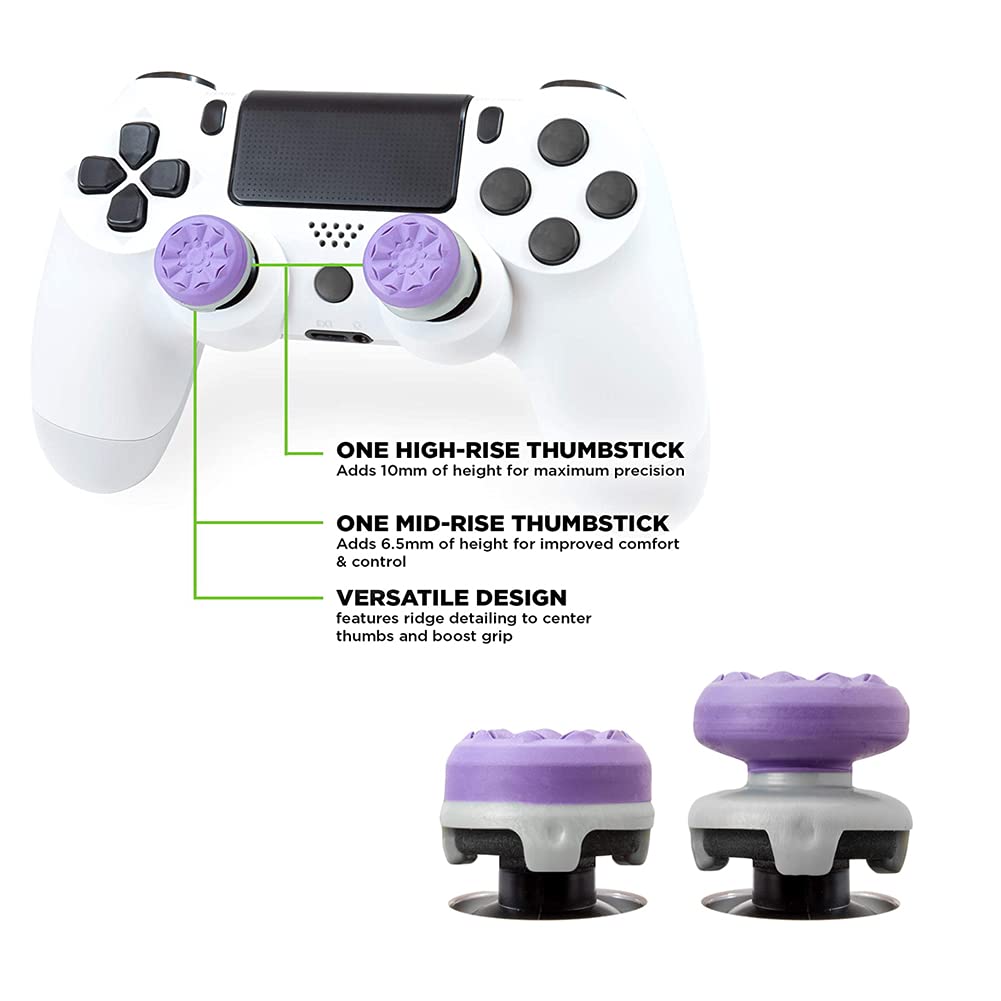 EXT
ONE HIGH-RISE THUMBSTICK
Adds 10mm of height for maximum precision
ONE MID-RISE THUMBSTICK
Adds 6.5mm of height for improved comfort
& control
VERSATILE DESIGN
features ridge detailing to center
thumbs and boost grip